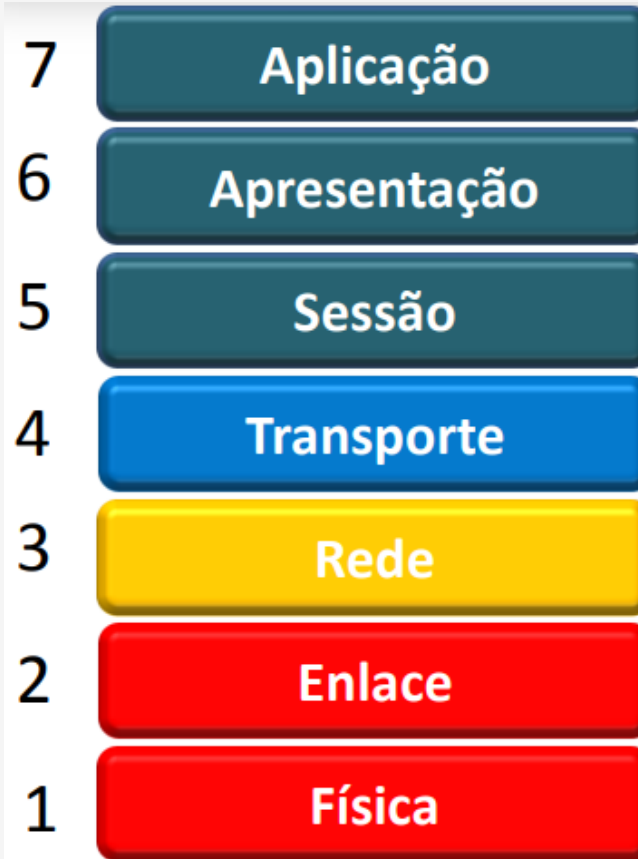 7 Aplicação
6 Apresentação
5 Sessão
4 Transporte
3 Rede
2 Enlace
1 Física